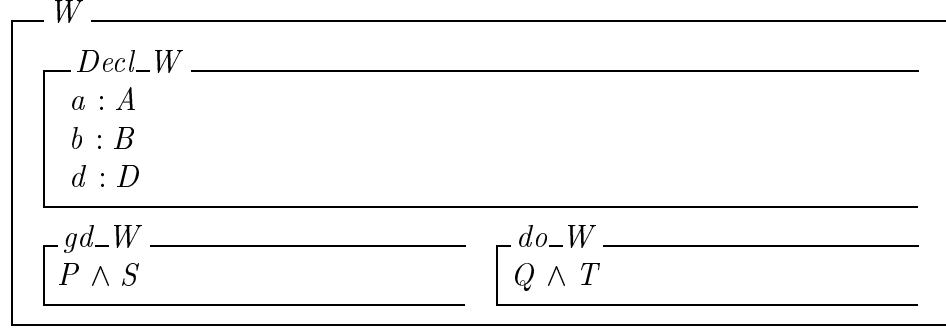 W
Decl_W
a : A
b : B
d : D
gd_W
P ∧ S
do_W
Q ∧ T